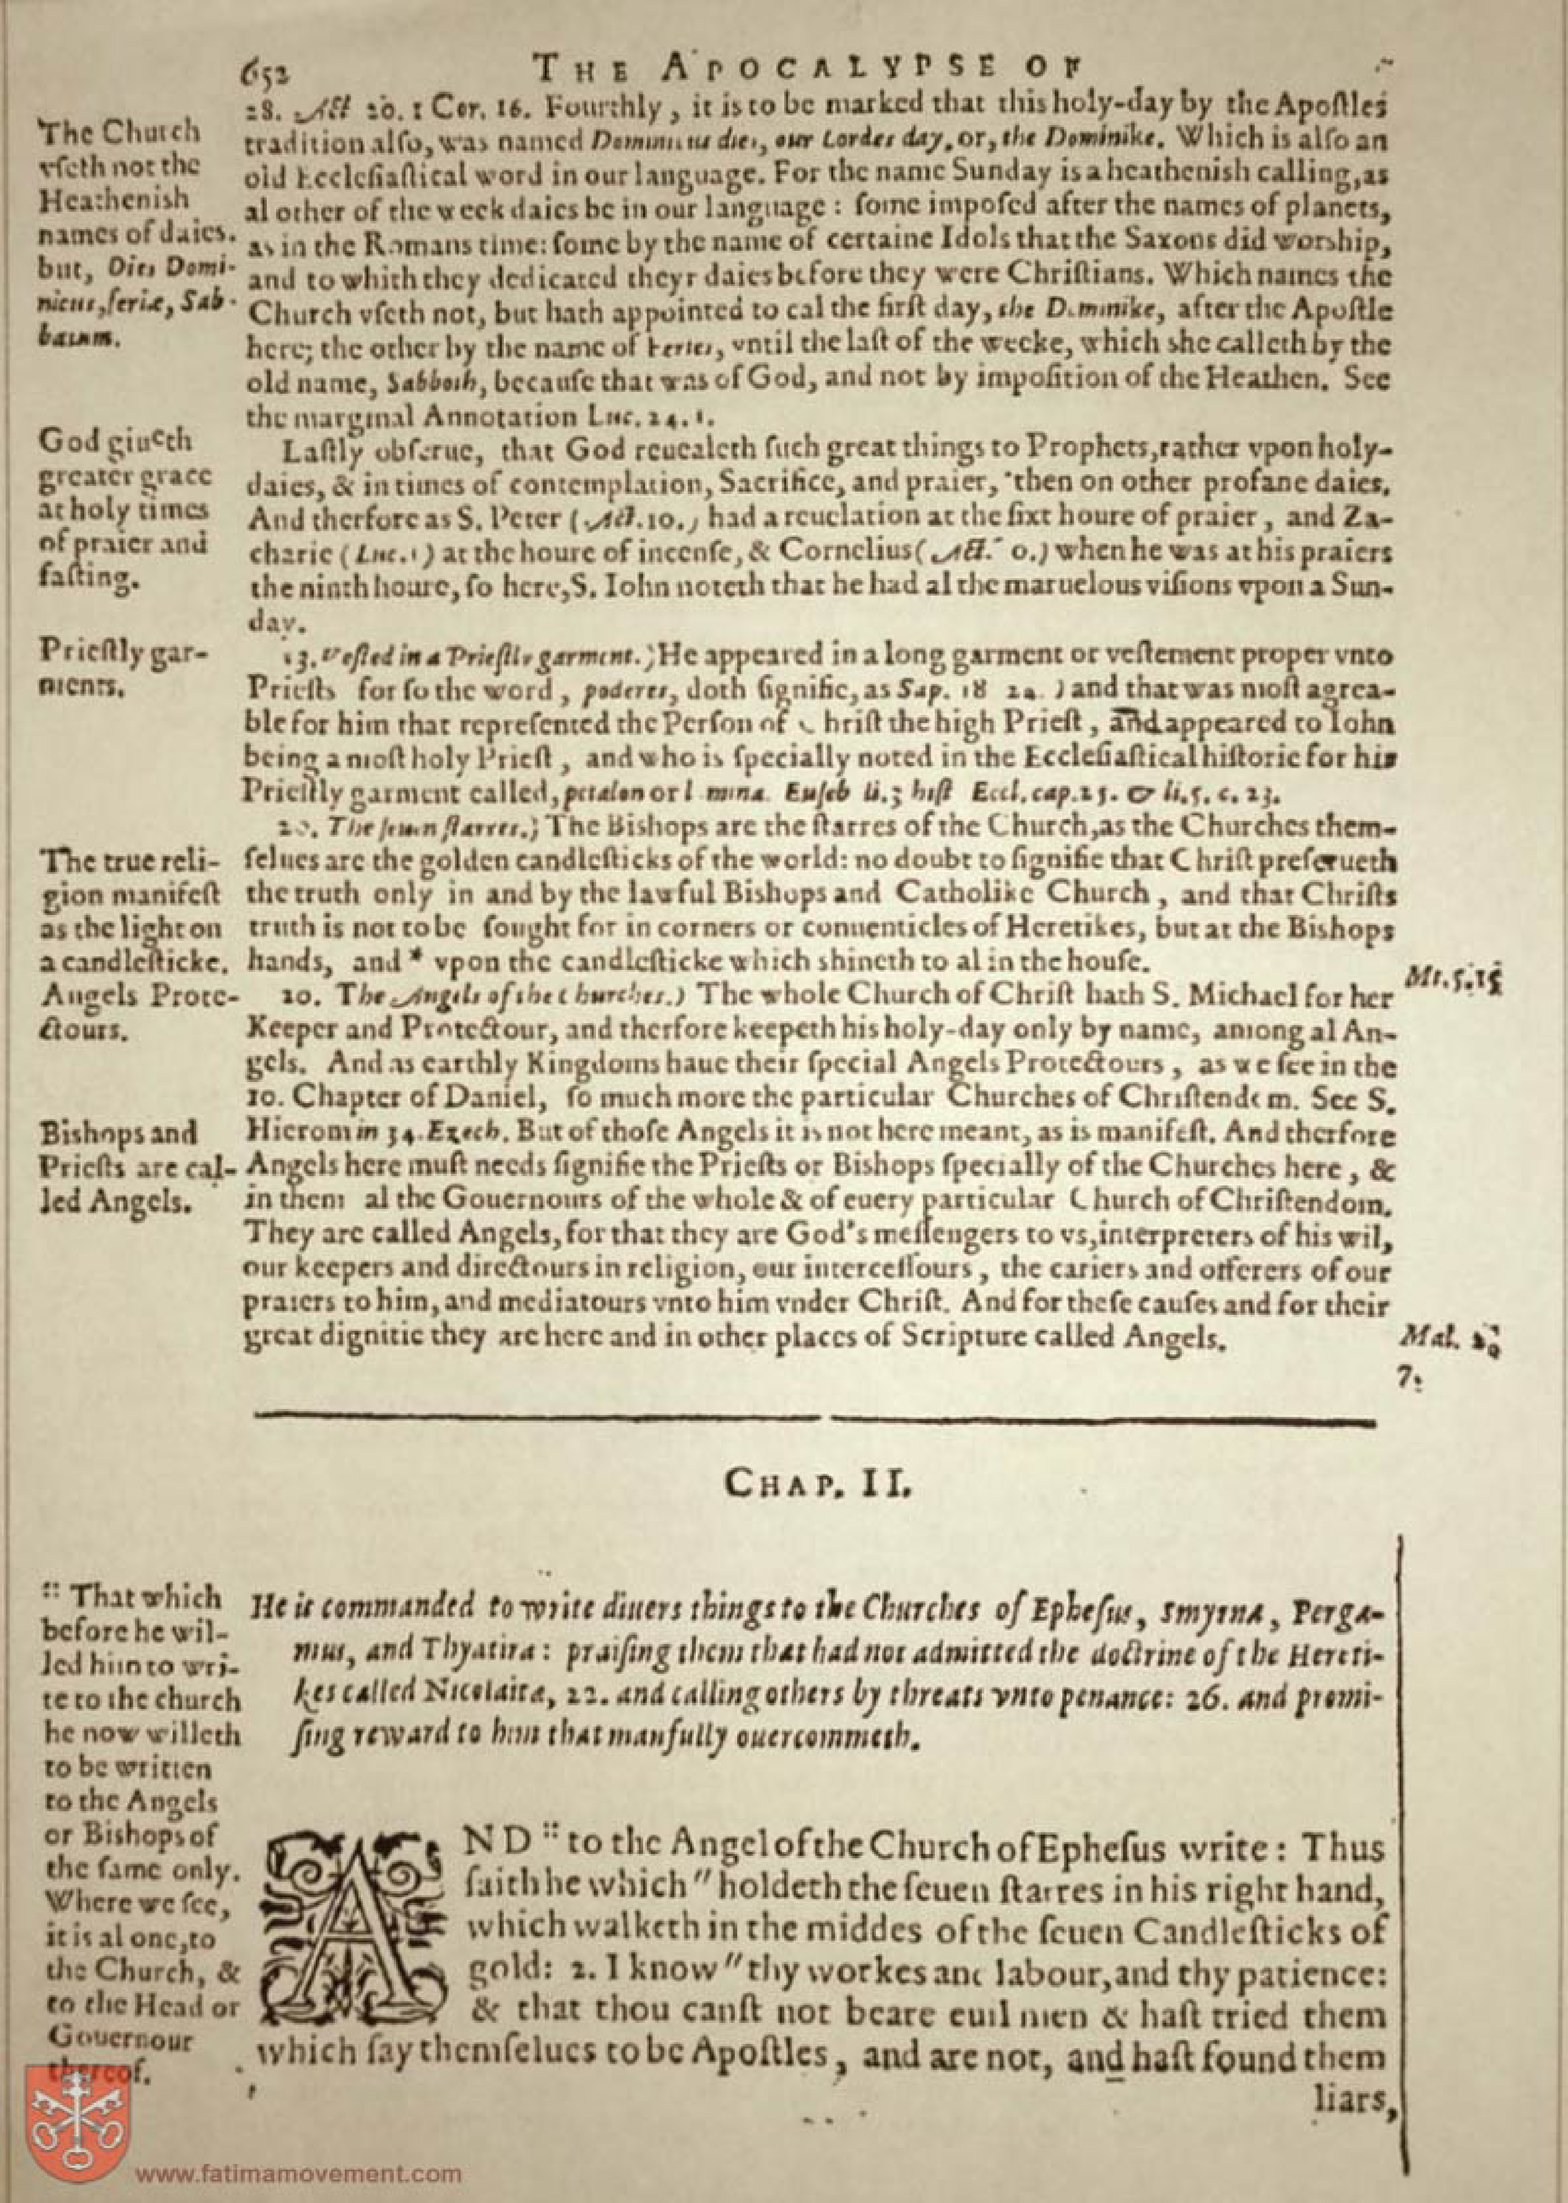 652 THE APOCALYPSE OF
The Church
vſeth not the
Heathenish
names of daies.
but, Dies Domi-
nicus, feriæ, Sab-
batum.
28. Act 20. 1 Cor. 16. Fourthly, it is to be marked that this holy-day by the Apoſtles
tradition alſo, was named Dominicus dies, our Lordes day, or, the Dominike. Which is alſo an
old Eccleſiaſtical word in our language. For the name Sunday is a heathenish calling, as
al other of the week daies be in our language: ſome impoſed after the names of planets,
as in the Romans time: ſome by the name of certaine Idols that the Saxons did worship,
and to which they dedicated theyr daies before they were Chriſtians. Which names the
Church vſeth not, but hath appointed to cal the firſt day, the Dominike, after the Apoſtle
here; the other by the name of Feries, vntil the laſt of the weeke, which she calleth by the
old name, Sabboth, becauſe that was of God, and not by impoſition of the Heathen. See
the marginal Annotation Luc. 24. 1.
God giueth
greater grace
at holy times
of praier and
faſting.
Laſtly obſerue, that God reuealeth ſuch great things to Prophets, rather vpon holy-
daies, & in times of contemplation, Sacrifice, and praier, then on other profane daies.
And therfore as S. Peter (Act. 10.) had a reuelation at the ſixt houre of praier, and Za-
charie (Luc. 1) at the houre of incenſe, & Cornelius (Act. 10.) when he was at his praiers
the ninth houre, ſo here, S. Iohn noteth that he had al the maruelous viſions vpon a Sun-
day.
Prieſtly gar-
ments.
13. Veſted in a Prieſtly garment.) He appeared in a long garment or veſtement proper vnto
Prieſts for ſo the word, poderes, doth ſignifie, as Sap. 18 24.) and that was moſt agrea-
ble for him that repreſented the Perſon of Chriſt the high Prieſt, and appeared to Iohn
being a moſt holy Prieſt, and who is ſpecially noted in the Eccleſiaſtical hiſtorie for his
Prieſtly garment called, petalon or lamina. Euſeb li. 3 hiſt Eccl. cap. 25. & li. 5. c. 23.
The true reli-
gion manifeſt
as the light on
a candleſticke.
20. The ſeuen ſtarres.) The Bishops are the ſtarres of the Church, as the Churches them-
ſelues are the golden candleſticks of the world: no doubt to ſignifie that Chriſt preſerueth
the truth only in and by the lawful Bishops and Catholike Church, and that Chriſts
truth is not to be ſought for in corners or conuenticles of Heretikes, but at the Bishops
hands, and * vpon the candleſticke which shineth to al in the houſe.
Mt. 5. 15
Angels Prote-
ctours.
20. The Angels of the Churches.) The whole Church of Chriſt hath S. Michael for her
Keeper and Protectour, and therfore keepeth his holy-day only by name, among al An-
gels. And as earthly Kingdoms haue their ſpecial Angels Protectours, as we ſee in the
10. Chapter of Daniel, ſo much more the particular Churches of Chriſtendom. See S.
Bishops and
Prieſts are cal-
led Angels.
Hierom in 34. Ezech. But of thoſe Angels it is not here meant, as is manifeſt. And therfore
Angels here muſt needs ſignifie the Prieſts or Bishops ſpecially of the Churches here, &
in them al the Gouernours of the whole & of euery particular Church of Chriſtendom.
They are called Angels, for that they are God's meſſengers to vs, interpreters of his wil,
our keepers and directours in religion, our interceſſours, the cariers and offerers of our
praiers to him, and mediatours vnto him vnder Chriſt. And for theſe cauſes and for their
great dignitie they are here and in other places of Scripture called Angels.
Mal. 2,
7.
CHAP. II.
He is commanded to write diuers things to the Churches of Epheſus, Smyrna, Perga-
mus, and Thyatira: praiſing them that had not admitted the doctrine of the Hereti-
kes called Nicolaitæ, 22. and calling others by threats vnto penance: 26. and promi-
ſing reward to him that manfully ouercommeth.
:: That which
before he wil-
led him to wri-
te to the church
he now willeth
to be written
to the Angels
or Bishops of
the ſame only.
Where we ſee,
it is al one, to
the Church, &
to the Head or
Gouernour
thereof.
AND :: to the Angel of the Church of Epheſus write: Thus
ſaith he which " holdeth the ſeuen ſtarres in his right hand,
which walketh in the middes of the ſeuen Candleſticks of
gold: 2. I know " thy workes and labour, and thy patience:
& that thou canſt not beare euil men & haſt tried them
which ſay themſelues to be Apoſtles, and are not, and haſt found them
liars,
www.fatimamovement.com